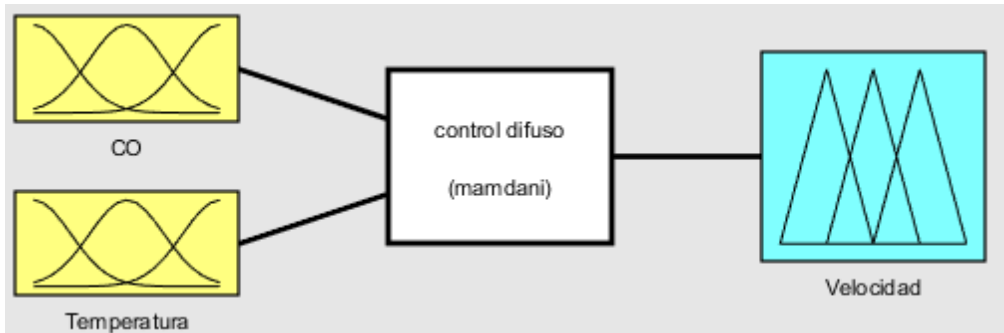 CO
Temperatura
control difuso
(mamdani)
Velocidad